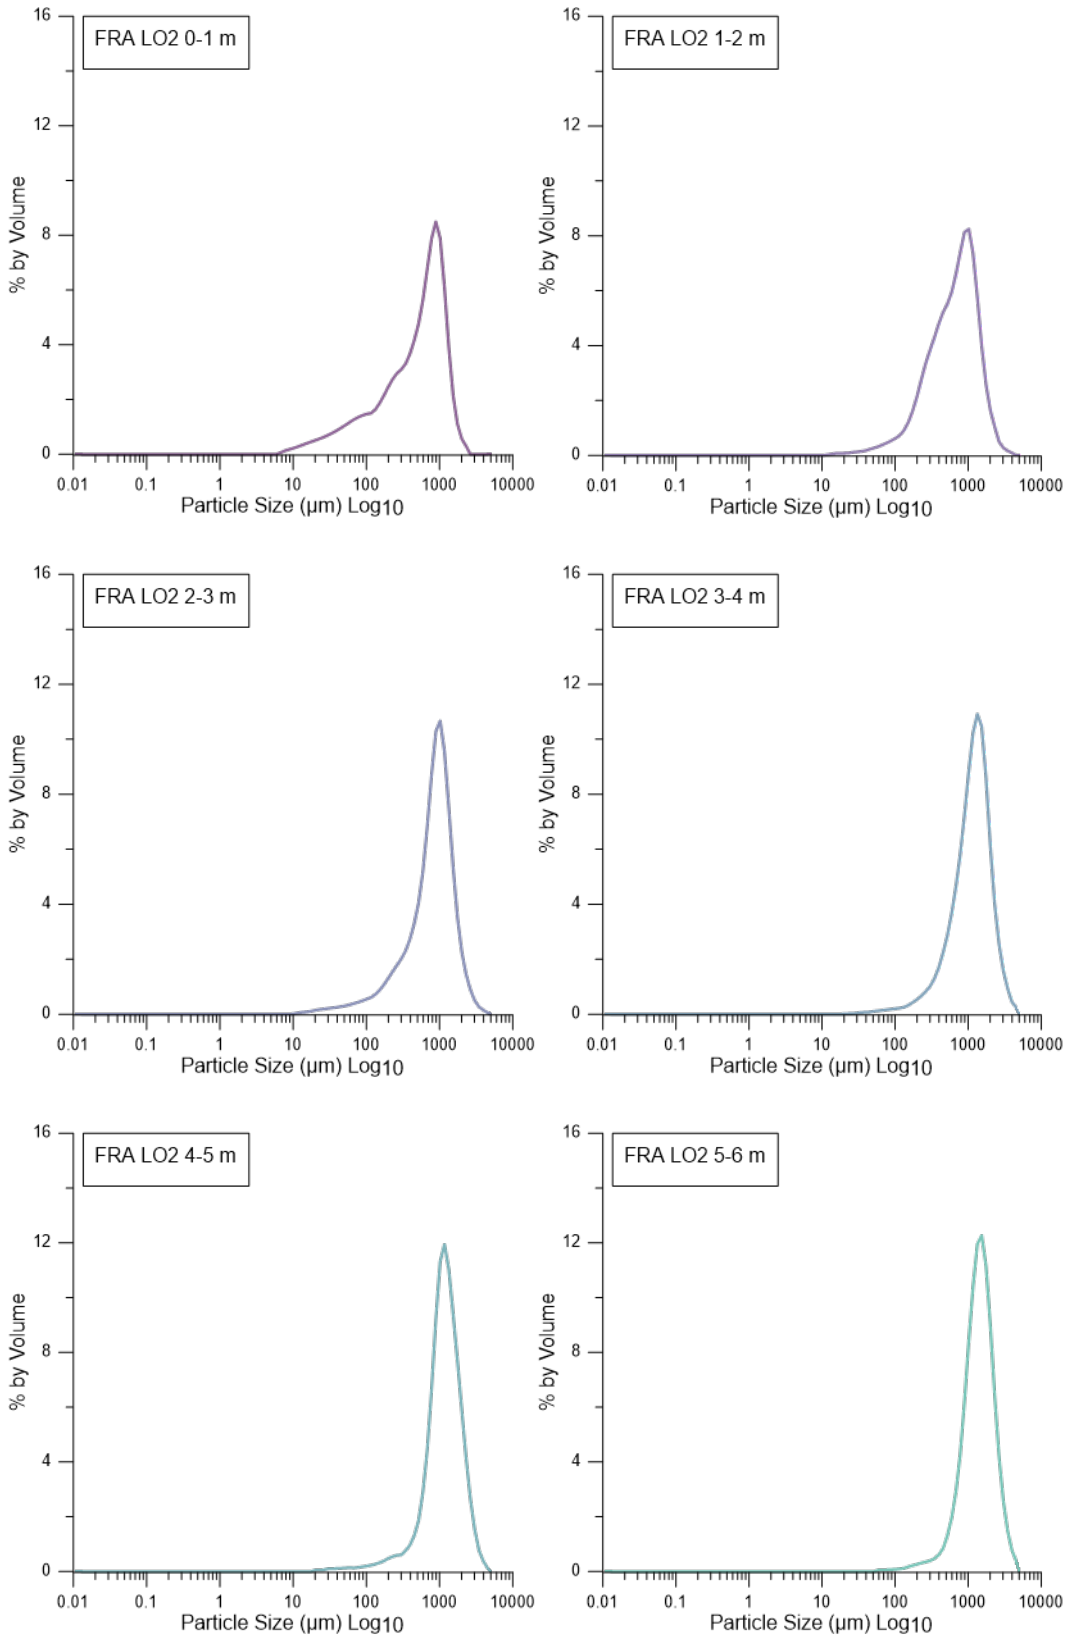 FRA LO2 0-1 m
16
12
8
4
0
% by Volume
0.01 0.1 1 10 100 1000 10000
Particle Size (µm) Log10
FRA LO2 1-2 m
16
12
8
4
0
% by Volume
0.01 0.1 1 10 100 1000 10000
Particle Size (µm) Log10
FRA LO2 2-3 m
16
12
8
4
0
% by Volume
0.01 0.1 1 10 100 1000 10000
Particle Size (µm) Log10
FRA LO2 3-4 m
16
12
8
4
0
% by Volume
0.01 0.1 1 10 100 1000 10000
Particle Size (µm) Log10
FRA LO2 4-5 m
16
12
8
4
0
% by Volume
0.01 0.1 1 10 100 1000 10000
Particle Size (µm) Log10
FRA LO2 5-6 m
16
12
8
4
0
% by Volume
0.01 0.1 1 10 100 1000 10000
Particle Size (µm) Log10